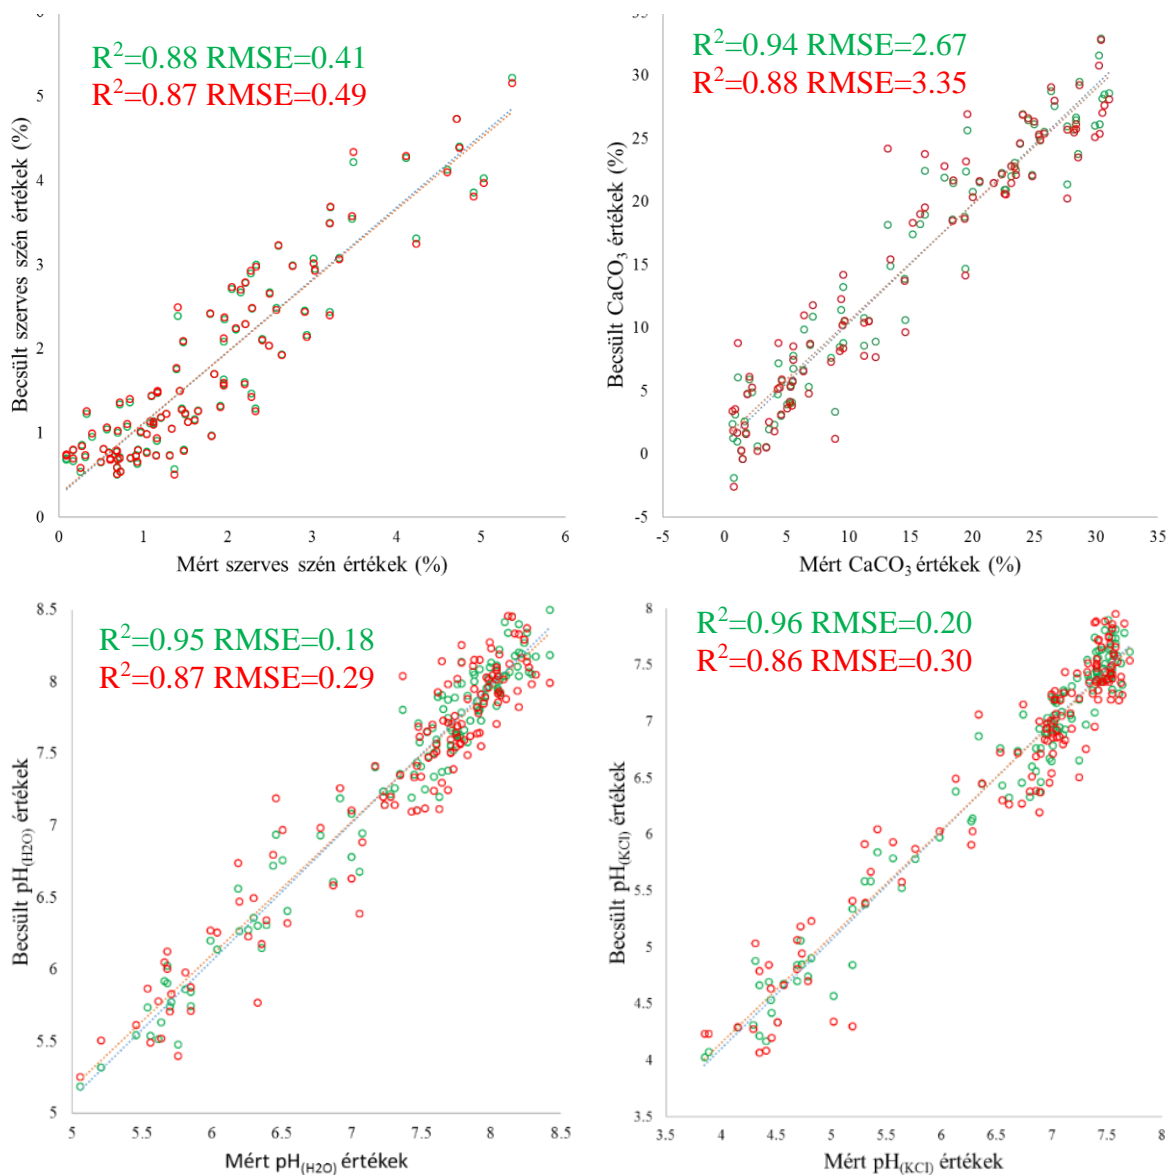 6
R²=0.88 RMSE=0.41
R²=0.87 RMSE=0.49
5
4
3
2
1
0
Becsült szerves szén értékek (%)
0 1 2 3 4 5 6
Mért szerves szén értékek (%)
35
R²=0.94 RMSE=2.67
R²=0.88 RMSE=3.35
30
25
20
15
10
5
0
-5
Becsült CaCO₃ értékek (%)
-5 0 5 10 15 20 25 30 35
Mért CaCO₃ értékek (%)
8.5
R²=0.95 RMSE=0.18
R²=0.87 RMSE=0.29
8
7.5
7
6.5
6
5.5
5
Becsült pH(H2O) értékek
5 5.5 6 6.5 7 7.5 8 8.5
Mért pH(H2O) értékek
8
R²=0.96 RMSE=0.20
R²=0.86 RMSE=0.30
7.5
7
6.5
6
5.5
5
4.5
4
3.5
Becsült pH(KCl) értékek
3.5 4 4.5 5 5.5 6 6.5 7 7.5 8
Mért pH(KCl) értékek